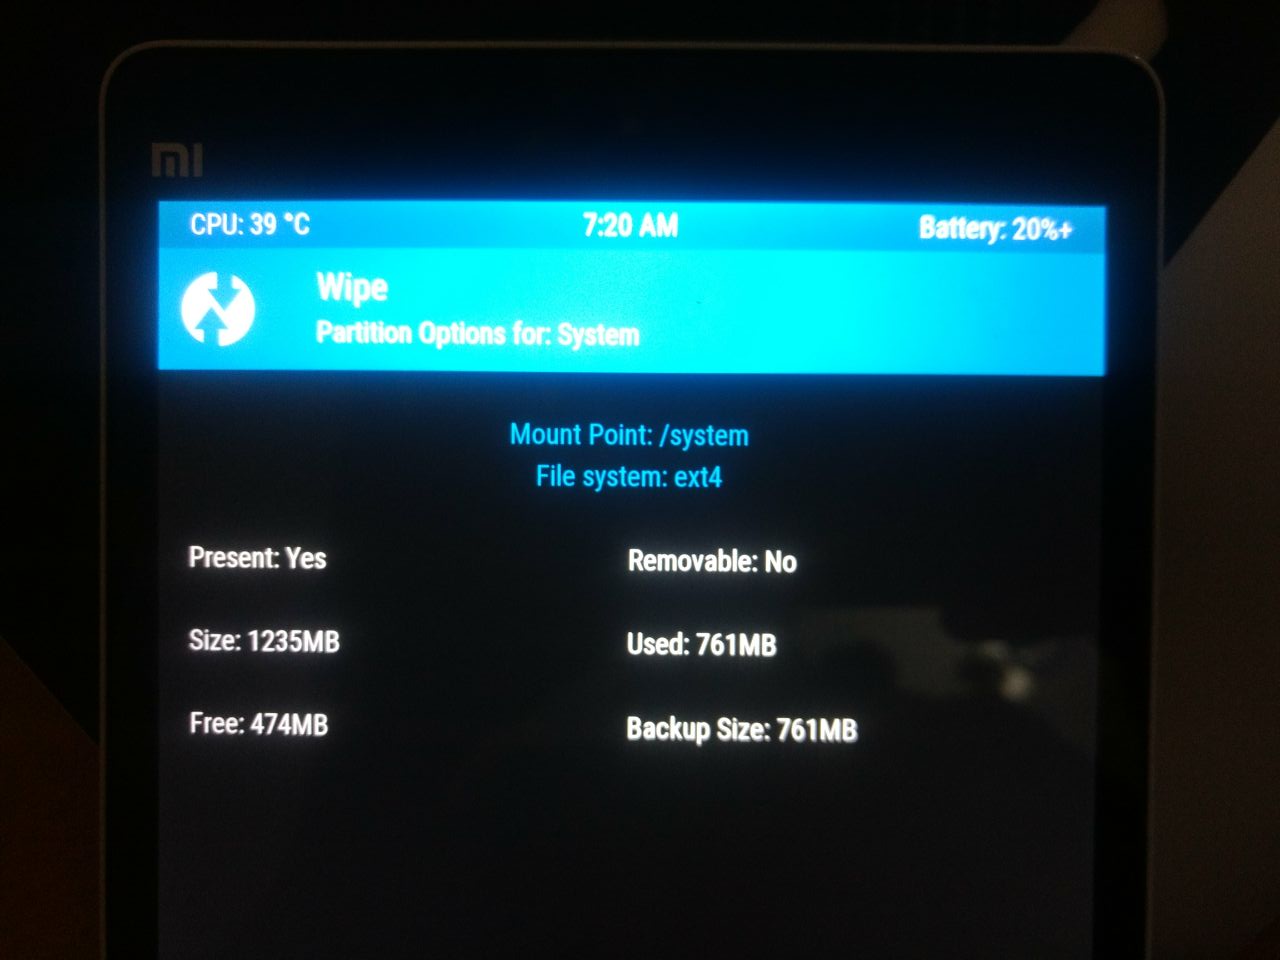 mi
CPU: 39 °C 7:20 AM Battery: 20%+
Wipe
Partition Options for: System
Mount Point: /system
File system: ext4
Present: Yes Removable: No
Size: 1235MB Used: 761MB
Free: 474MB Backup Size: 761MB